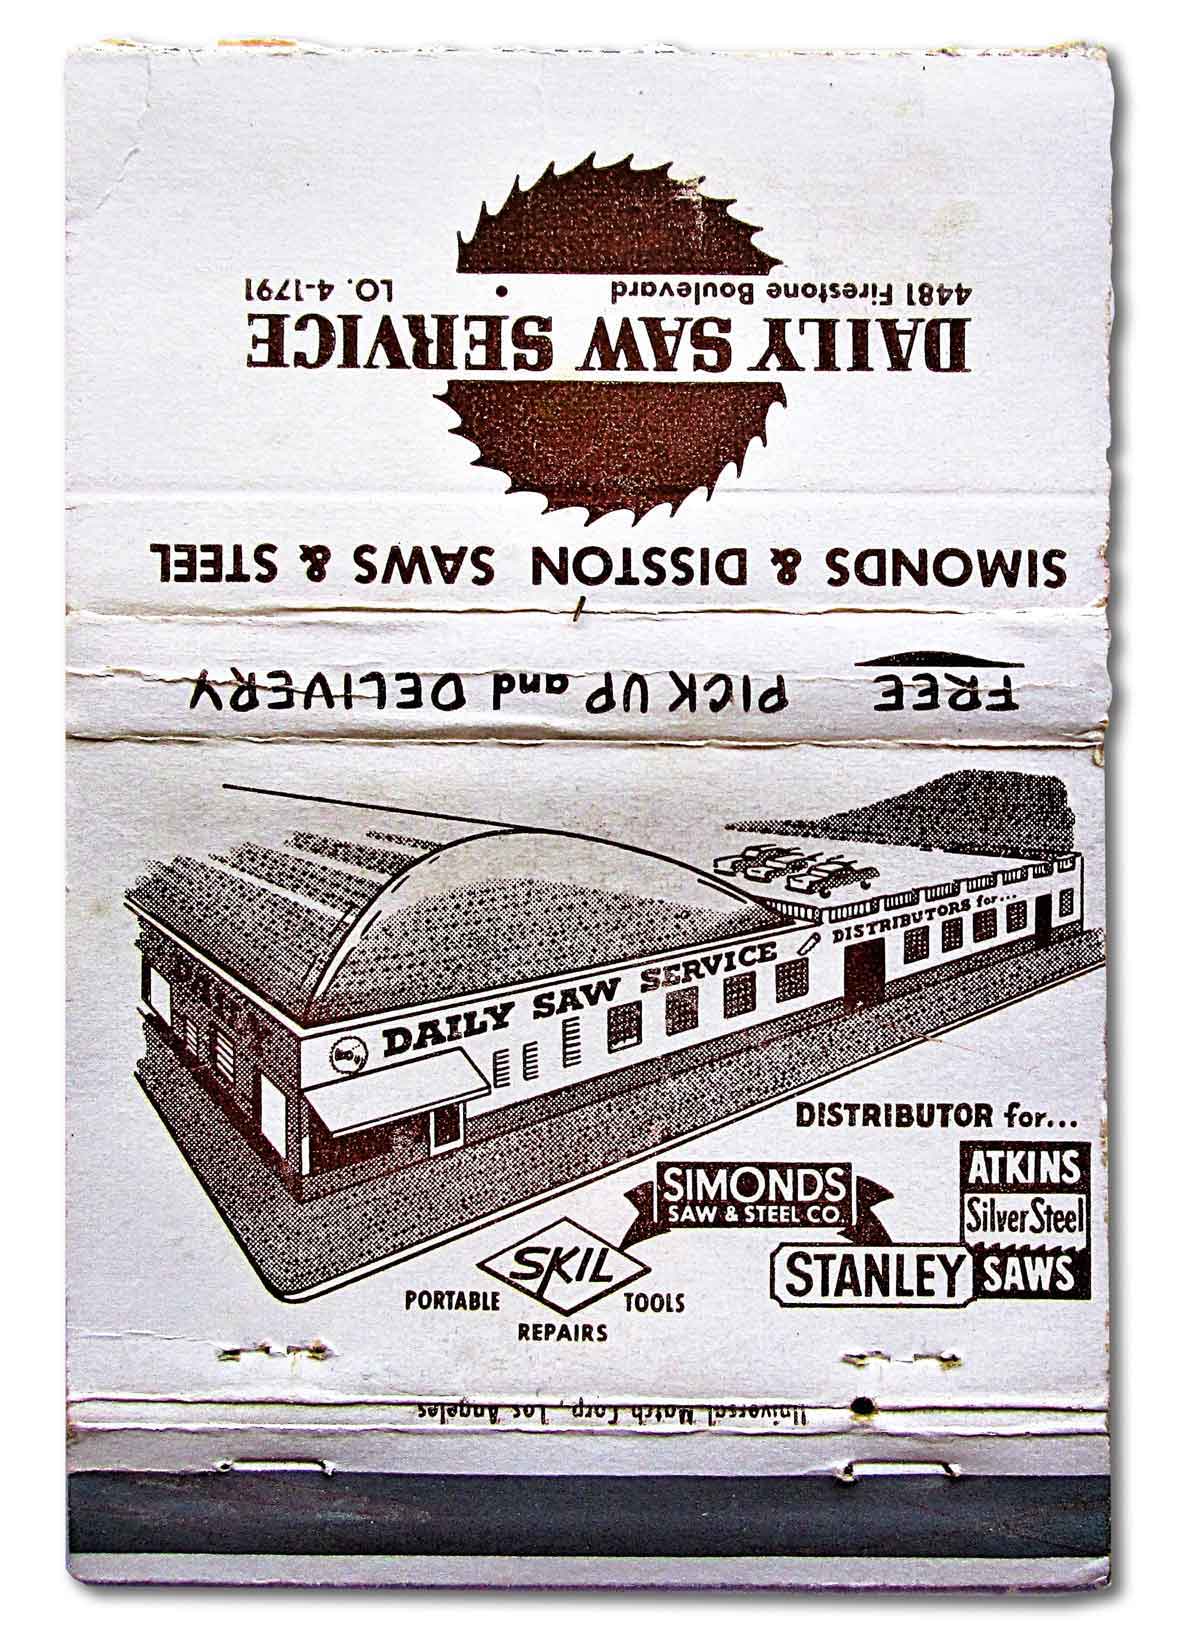 SIMONDS & DISSTON SAWS & STEEL
DAILY SAW SERVICE
4481 Firestone Boulevard • LO. 4-1791
FREE PICK UP and DELIVERY
DAILY SAW SERVICE
DISTRIBUTORS for...
DAILY
DISTRIBUTOR for...
ATKINS
Silver Steel
SAWS
SIMONDS
SAW & STEEL CO.
STANLEY
SKIL
PORTABLE TOOLS
REPAIRS
Universal Match Corp., Los Angeles